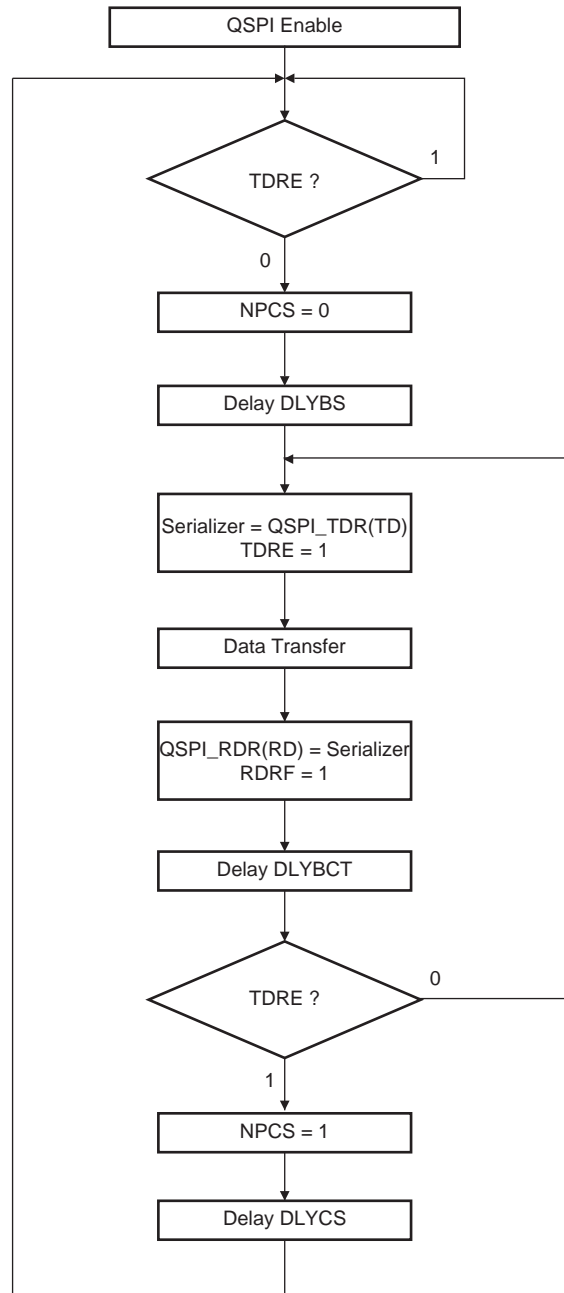 QSPI Enable
TDRE ?
1
0
NPCS = 0
Delay DLYBS
Serializer = QSPI_TDR(TD)
TDRE = 1
Data Transfer
QSPI_RDR(RD) = Serializer
RDRF = 1
Delay DLYBCT
TDRE ?
0
1
NPCS = 1
Delay DLYCS